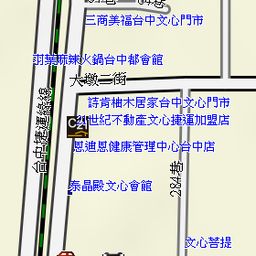 三商美福台中文心門市
羽葉姊妹火鍋台中都會館
大墩二街
詩肯柚木居家台中文心門市
21世紀不動產文心捷運加盟店
恩迪恩健康管理中心台中店
台中捷運綠線
284巷
泰晶殿文心會館
文心菩提